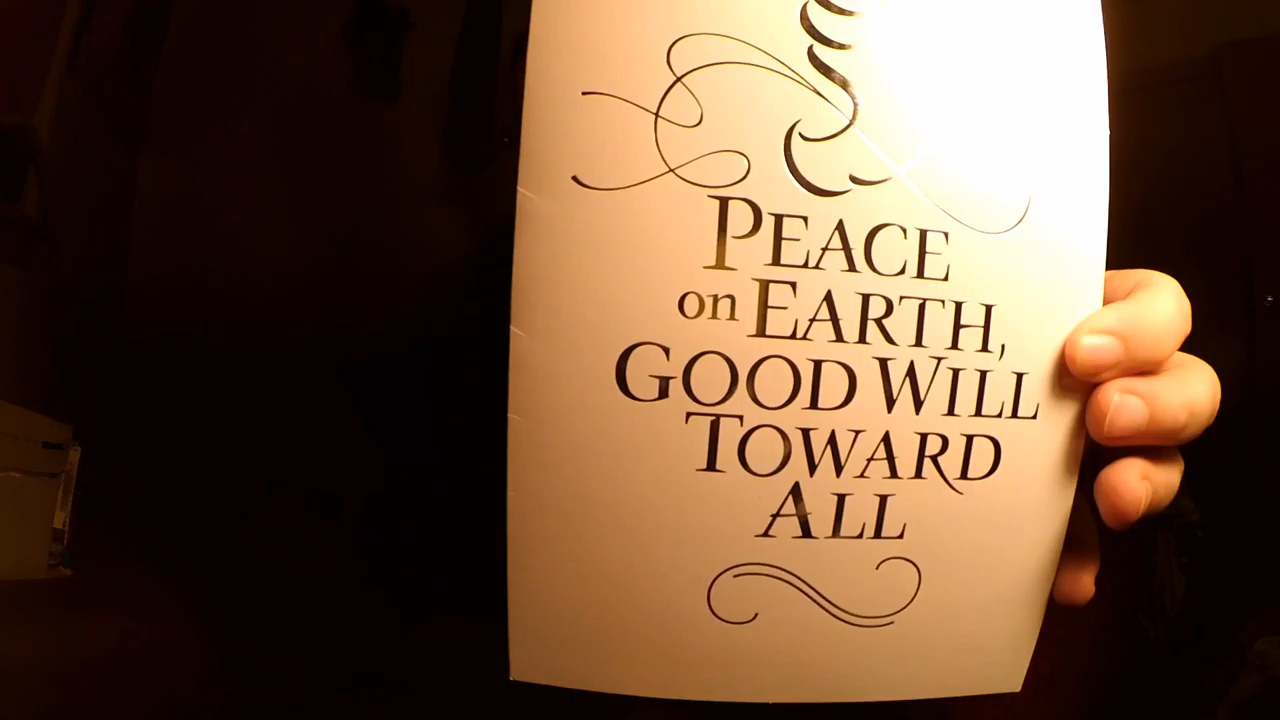 PEACE
on EARTH,
GOOD WILL
TOWARD
ALL